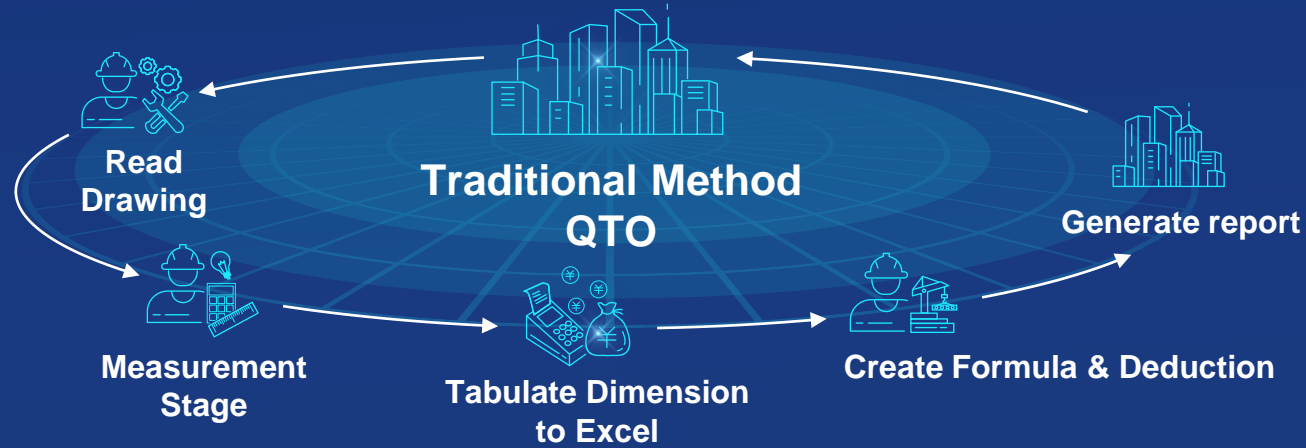 Traditional Method
QTO
Read
Drawing
Measurement
Stage
Tabulate Dimension
to Excel
Create Formula & Deduction
Generate report
¥
¥
¥
¥